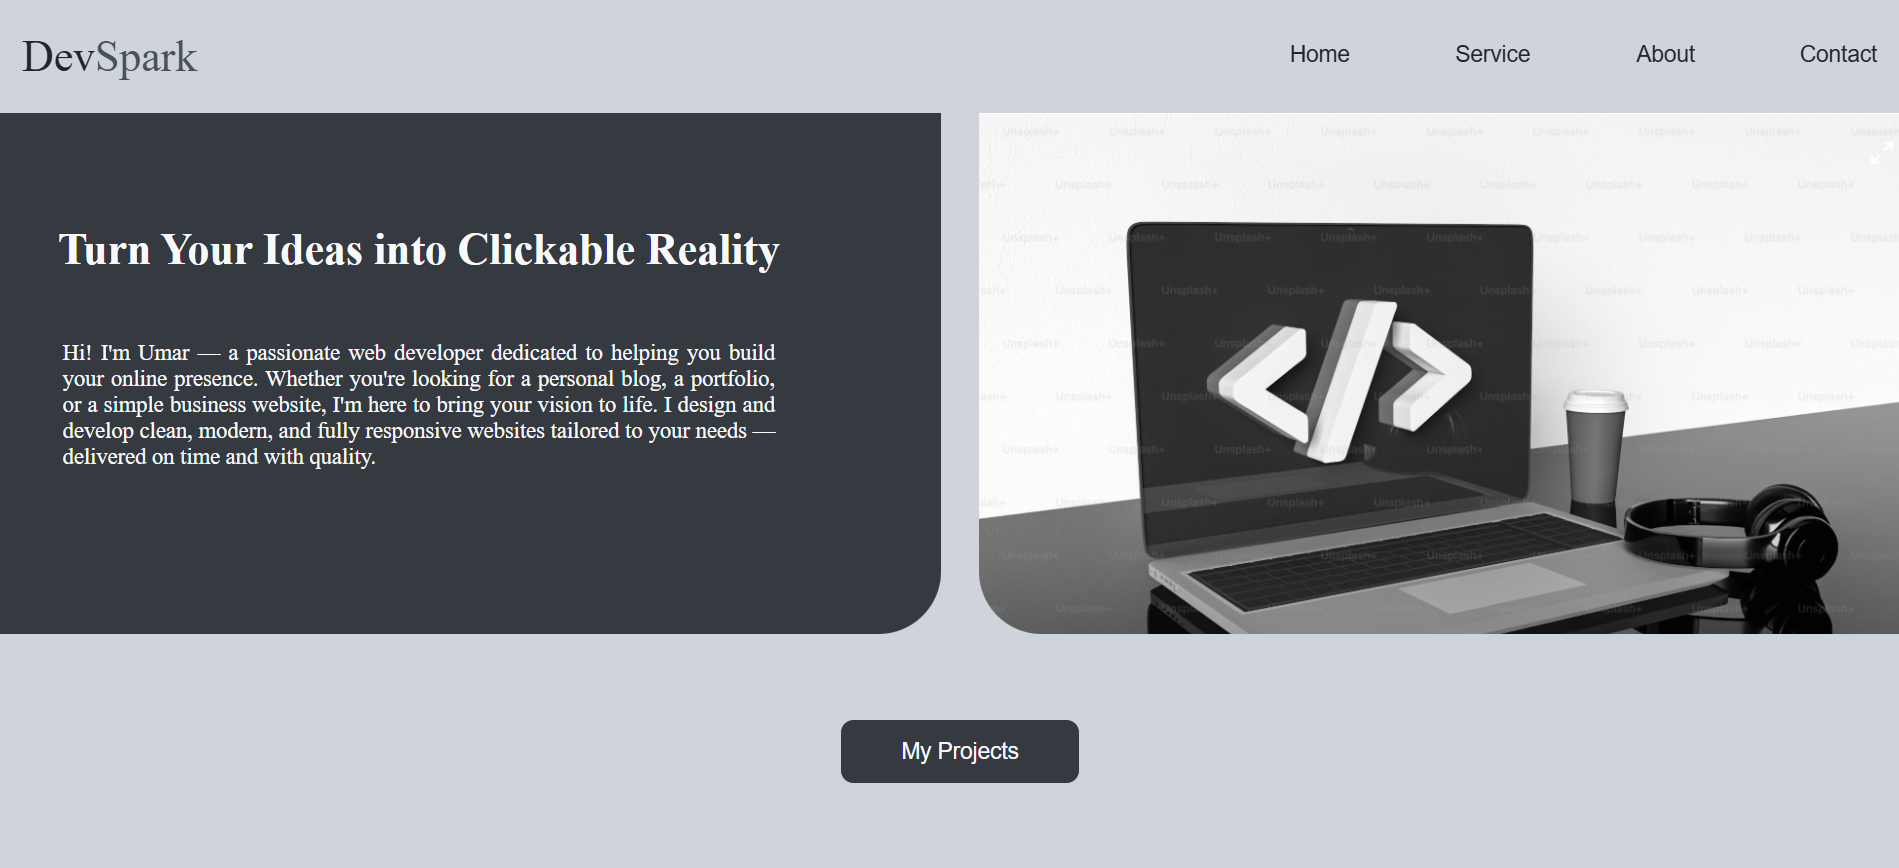 DevSpark
Home Service About Contact
Turn Your Ideas into Clickable Reality
Hi! I'm Umar — a passionate web developer dedicated to helping you build
your online presence. Whether you're looking for a personal blog, a portfolio,
or a simple business website, I'm here to bring your vision to life. I design and
develop clean, modern, and fully responsive websites tailored to your needs —
delivered on time and with quality.
Unsplash+
</>
My Projects